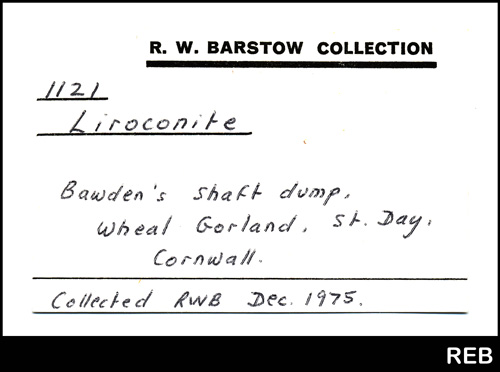 R. W. BARSTOW COLLECTION
1121
Liroconite
Bawden's shaft dump,
Wheal Gorland, St. Day,
Cornwall.
Collected RWB Dec. 1975.
REB